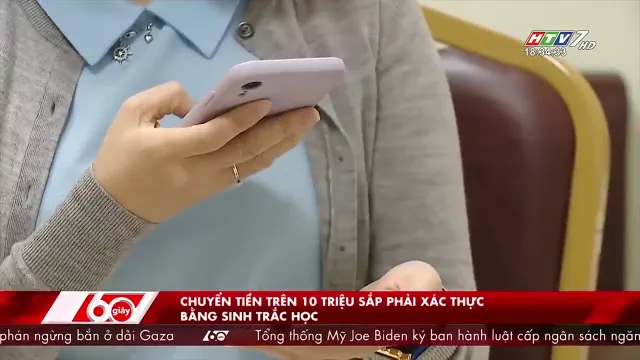 HTV7 HD
18:34:33
60 giây
CHUYỂN TIỀN TRÊN 10 TRIỆU SẮP PHẢI XÁC THỰC
BẰNG SINH TRẮC HỌC
phán ngừng bắn ở dải Gaza Tổng thống Mỹ Joe Biden ký ban hành luật cấp ngân sách ngăn